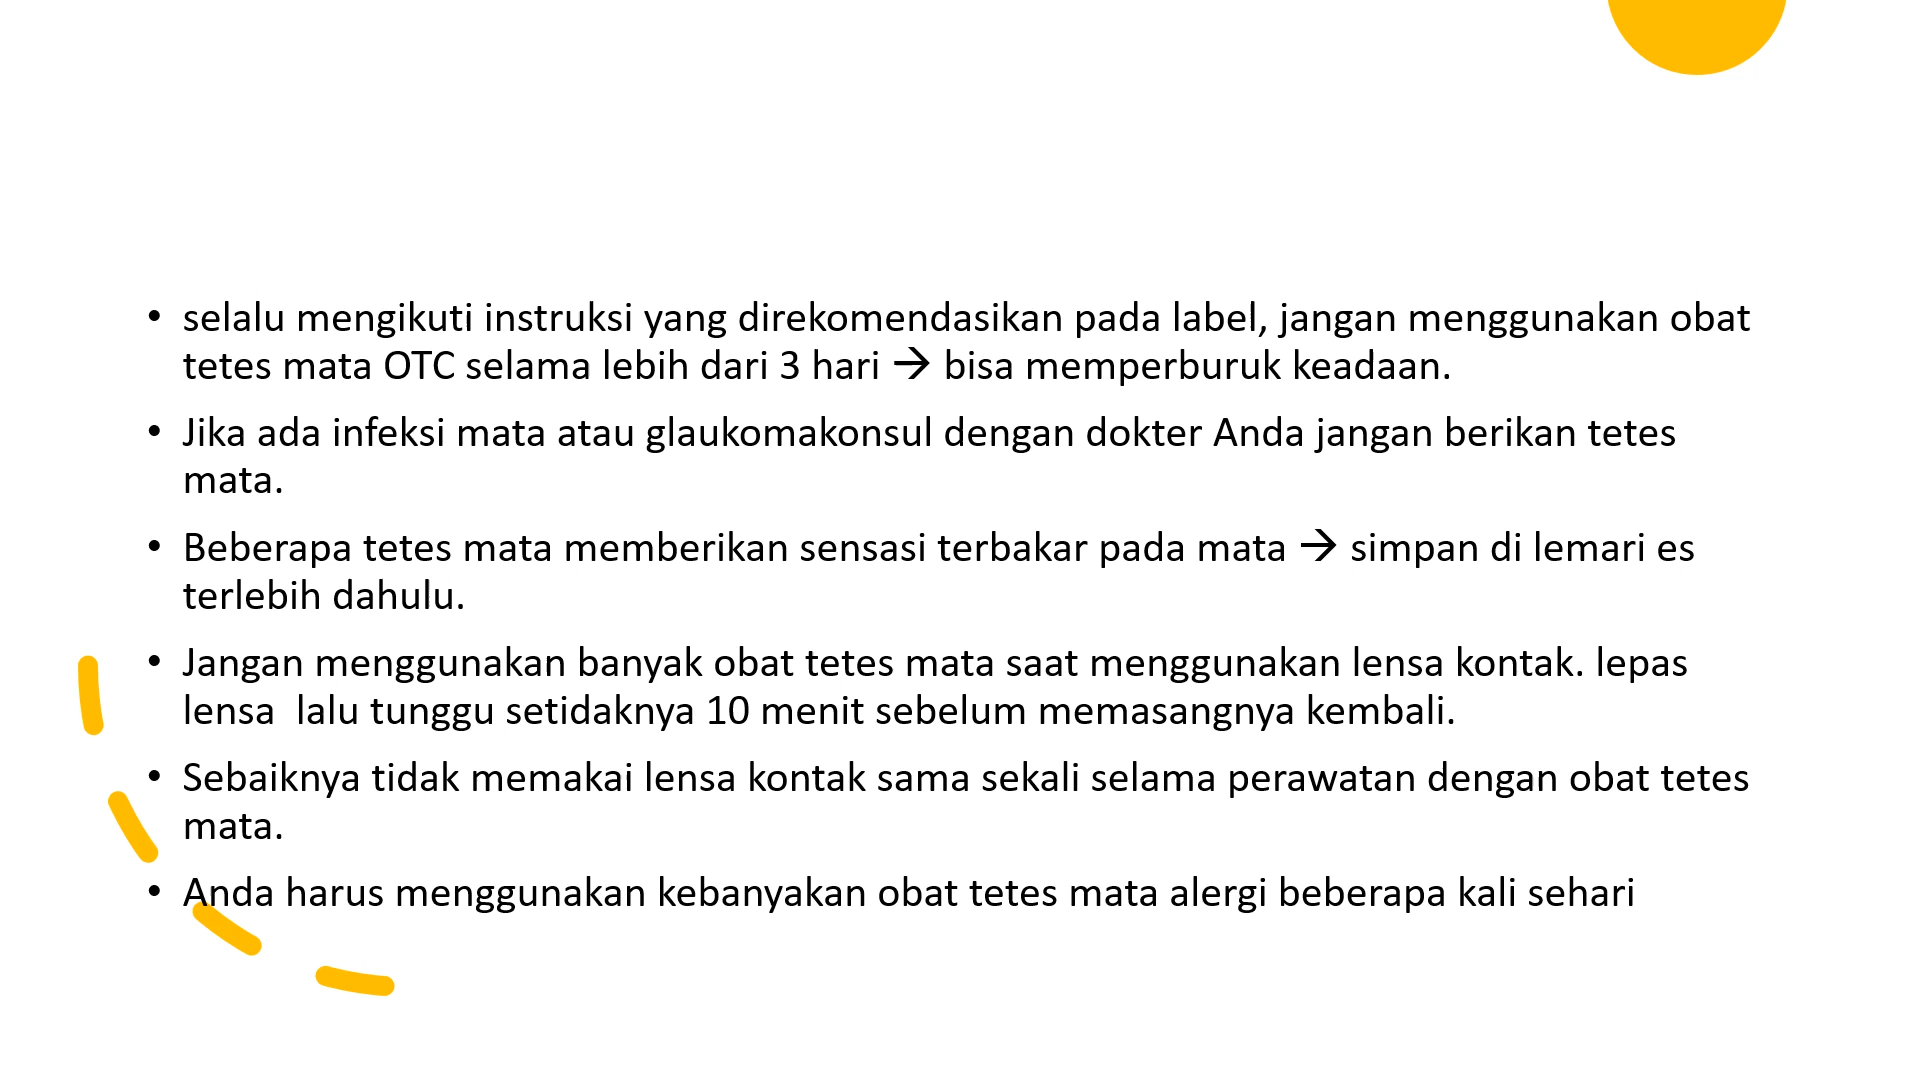 • selalu mengikuti instruksi yang direkomendasikan pada label, jangan menggunakan obat
tetes mata OTC selama lebih dari 3 hari → bisa memperburuk keadaan.
• Jika ada infeksi mata atau glaukomakonsul dengan dokter Anda jangan berikan tetes
mata.
• Beberapa tetes mata memberikan sensasi terbakar pada mata → simpan di lemari es
terlebih dahulu.
• Jangan menggunakan banyak obat tetes mata saat menggunakan lensa kontak. lepas
lensa  lalu tunggu setidaknya 10 menit sebelum memasangnya kembali.
• Sebaiknya tidak memakai lensa kontak sama sekali selama perawatan dengan obat tetes
mata.
• Anda harus menggunakan kebanyakan obat tetes mata alergi beberapa kali sehari